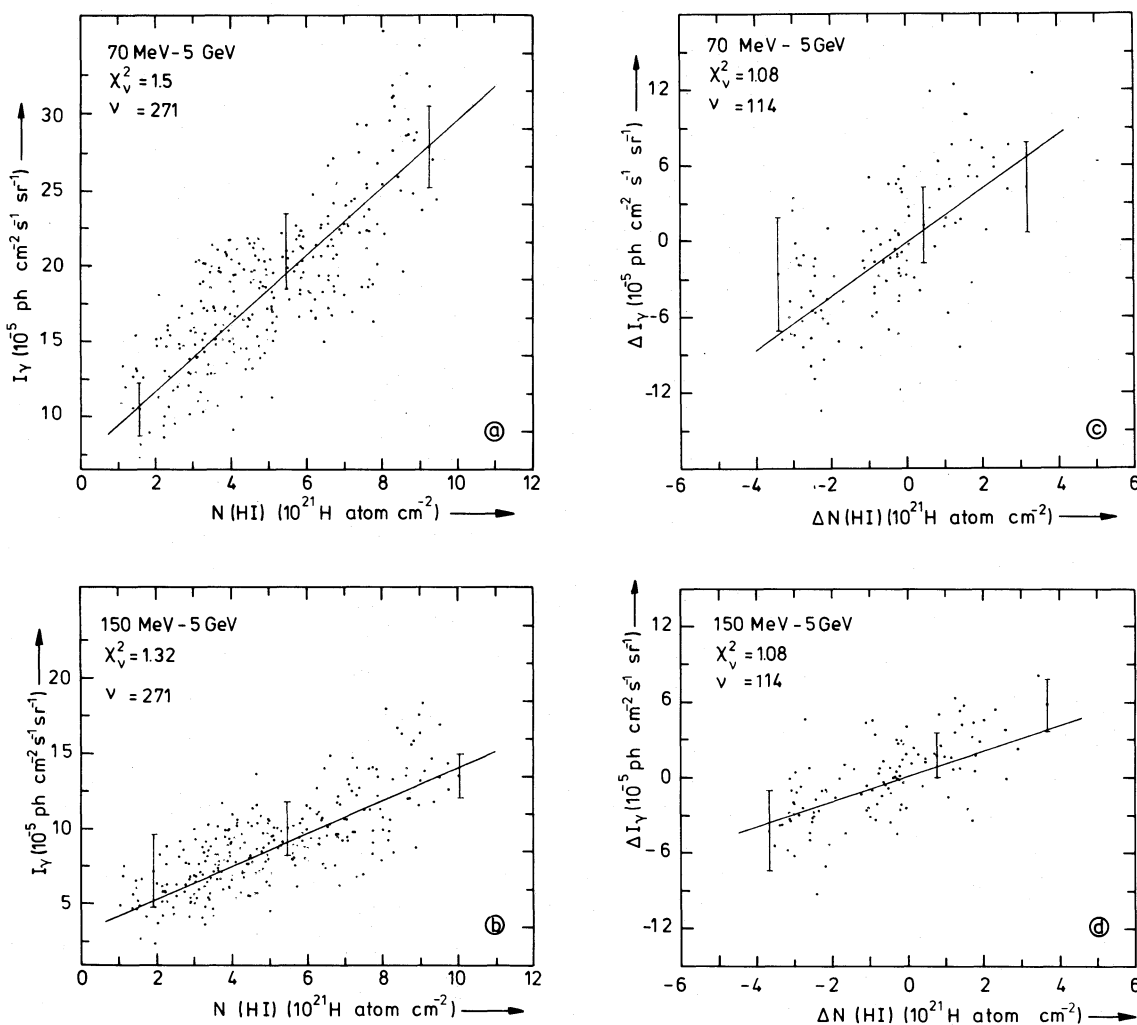 70 MeV - 5 GeV
χ²ᵥ = 1.5
ν = 271
Iγ (10⁻⁵ ph cm⁻² s⁻¹ sr⁻¹)
30
25
20
15
10
0 2 4 6 8 10 12
N (HI) (10²¹ H atom cm⁻²)
ⓐ
70 MeV - 5 GeV
χ²ᵥ = 1.08
ν = 114
Δ Iγ (10⁻⁵ ph cm⁻² s⁻¹ sr⁻¹)
12
6
0
-6
-12
-6 -4 -2 0 2 4 6
ΔN (HI) (10²¹ H atom cm⁻²)
ⓒ
150 MeV - 5 GeV
χ²ᵥ = 1.32
ν = 271
Iγ (10⁻⁵ ph cm⁻² s⁻¹ sr⁻¹)
20
15
10
5
0 2 4 6 8 10 12
N (HI) (10²¹ H atom cm⁻²)
ⓑ
150 MeV - 5 GeV
χ²ᵥ = 1.08
ν = 114
ΔIγ (10⁻⁵ ph cm⁻² s⁻¹ sr⁻¹)
12
6
0
-6
-12
-6 -4 -2 0 2 4 6
ΔN (HI) (10²¹ H atom cm⁻²)
ⓓ